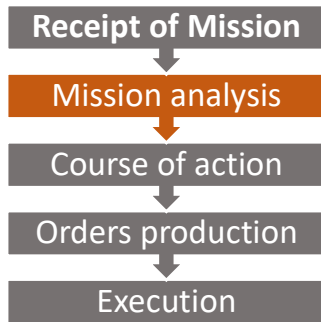 Receipt of Mission
Mission analysis
Course of action
Orders production
Execution